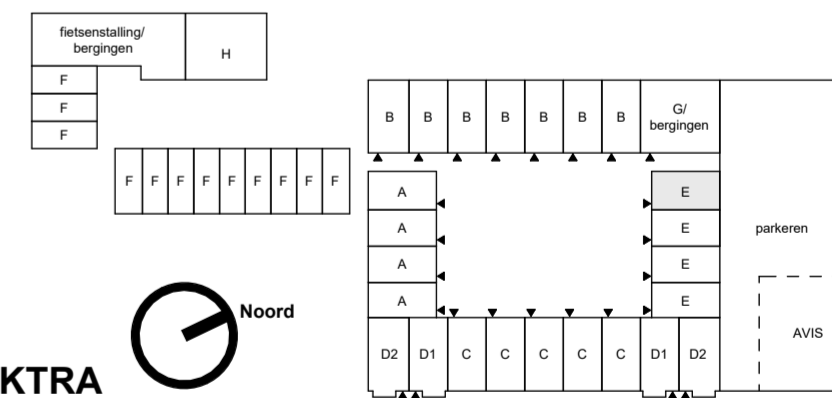 fietsenstalling/
bergingen
H
F
F
F
F F F F F F F F F
B B B B B B B
G/
bergingen
A
A
A
A
E
E
E
E
parkeren
AVIS
D2 D1 C C C C C D1 D2
Noord
KTRA